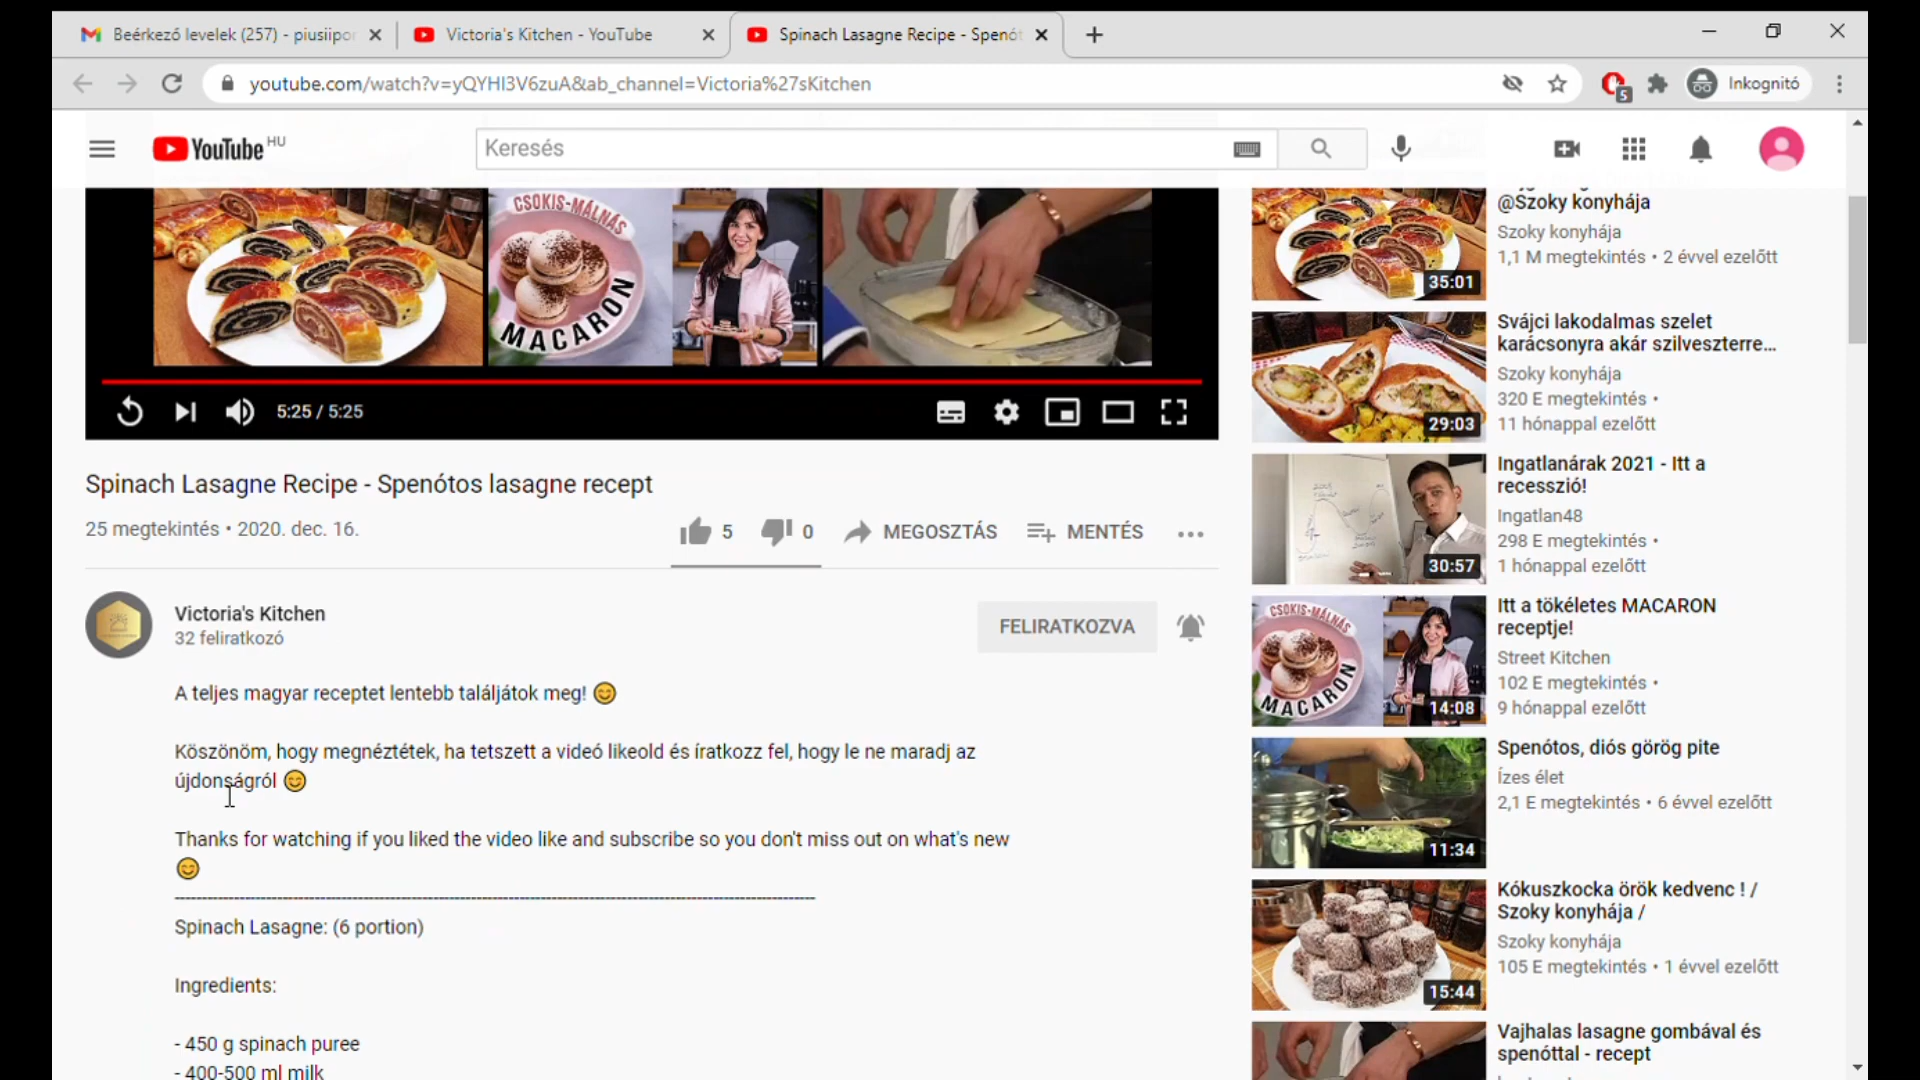 Beérkező levelek (257) - piusiipor
Victoria's Kitchen - YouTube
Spinach Lasagne Recipe - Spenót
youtube.com/watch?v=yQYHI3V6zuA&ab_channel=Victoria%27sKitchen
5
Inkognitó
YouTube HU
Keresés
CSOKIS-MÁLNÁS
MACARON
5:25 / 5:25
Spinach Lasagne Recipe - Spenótos lasagne recept
25 megtekintés • 2020. dec. 16.
5
0
MEGOSZTÁS
MENTÉS
Victoria's Kitchen
32 feliratkozó
FELIRATKOZVA
A teljes magyar receptet lentebb találjátok meg! 😊
Köszönöm, hogy megnéztétek, ha tetszett a videó likeold és íratkozz fel, hogy le ne maradj az
újdonságról 😊
Thanks for watching if you liked the video like and subscribe so you don't miss out on what's new
😊
Spinach Lasagne: (6 portion)
Ingredients:
- 450 g spinach puree
- 400-500 ml milk
@Szoky konyhája
Szoky konyhája
1,1 M megtekintés • 2 évvel ezelőtt
35:01
Svájci lakodalmas szelet
karácsonyra akár szilveszterre...
Szoky konyhája
320 E megtekintés •
11 hónappal ezelőtt
29:03
Ingatlanárak 2021 - Itt a
recesszió!
Ingatlan48
298 E megtekintés •
1 hónappal ezelőtt
30:57
Itt a tökéletes MACARON
receptje!
Street Kitchen
102 E megtekintés •
9 hónappal ezelőtt
CSOKIS-MÁLNÁS
MACARON
14:08
Spenótos, diós görög pite
Ízes élet
2,1 E megtekintés • 6 évvel ezelőtt
11:34
Kókuszkocka örök kedvenc ! /
Szoky konyhája /
Szoky konyhája
105 E megtekintés • 1 évvel ezelőtt
15:44
Vajhalas lasagne gombával és
spenóttal - recept